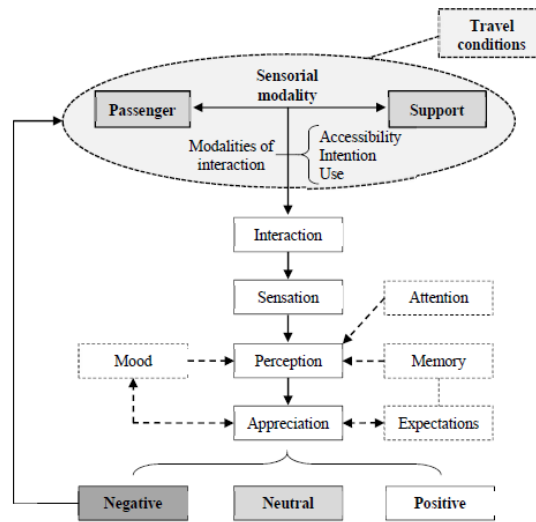 Travel
conditions
Sensorial
modality
Passenger
Support
Modalities of
interaction
Accessibility
Intention
Use
Interaction
Sensation
Attention
Mood
Perception
Memory
Appreciation
Expectations
Negative
Neutral
Positive